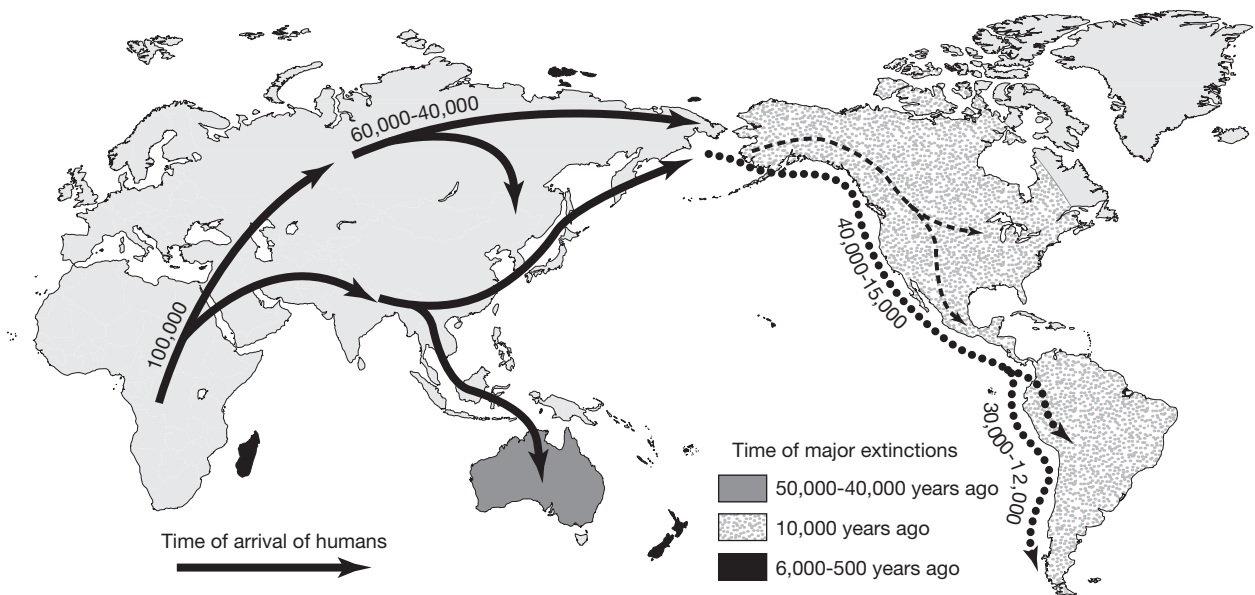 60,000-40,000
100,000
40,000-15,000
30,000-12,000
Time of major extinctions
50,000-40,000 years ago
10,000 years ago
6,000-500 years ago
Time of arrival of humans